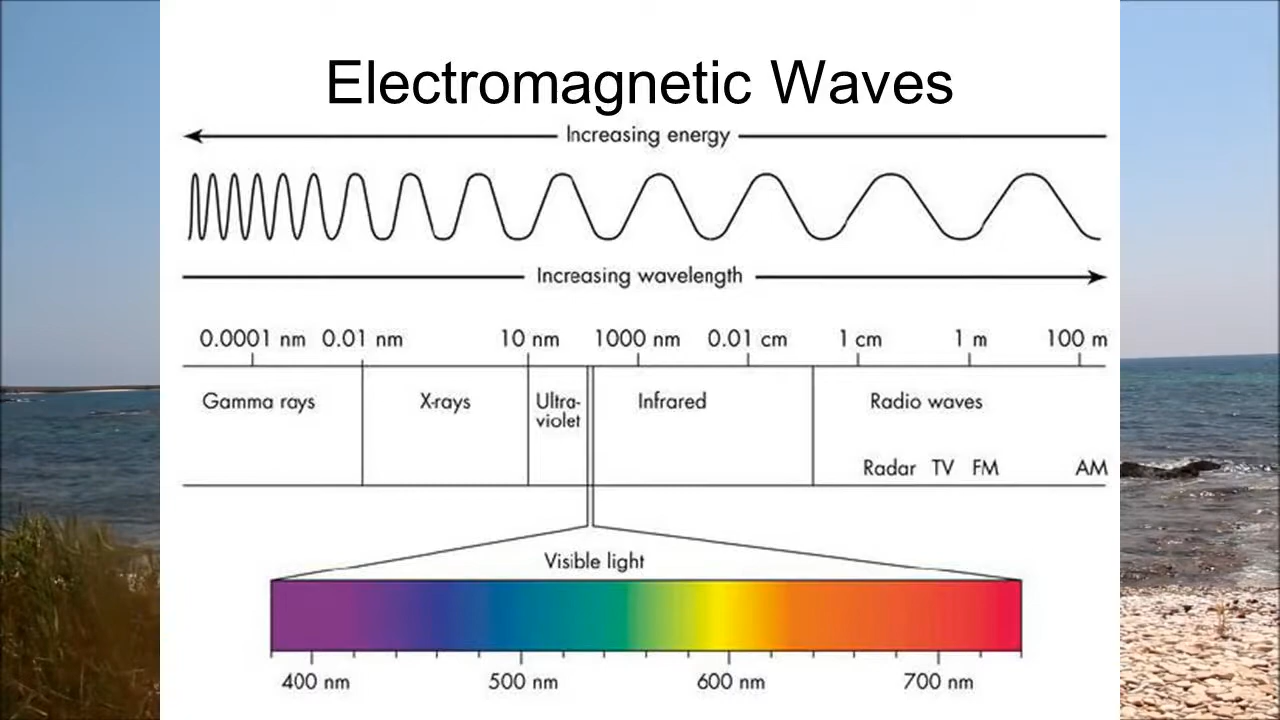 Electromagnetic Waves
Increasing energy
Increasing wavelength
0.0001 nm 0.01 nm 10 nm 1000 nm 0.01 cm 1 cm 1 m 100 m
Gamma rays X-rays Ultra- Infrared Radio waves
violet
Radar TV FM AM
Visible light
400 nm 500 nm 600 nm 700 nm